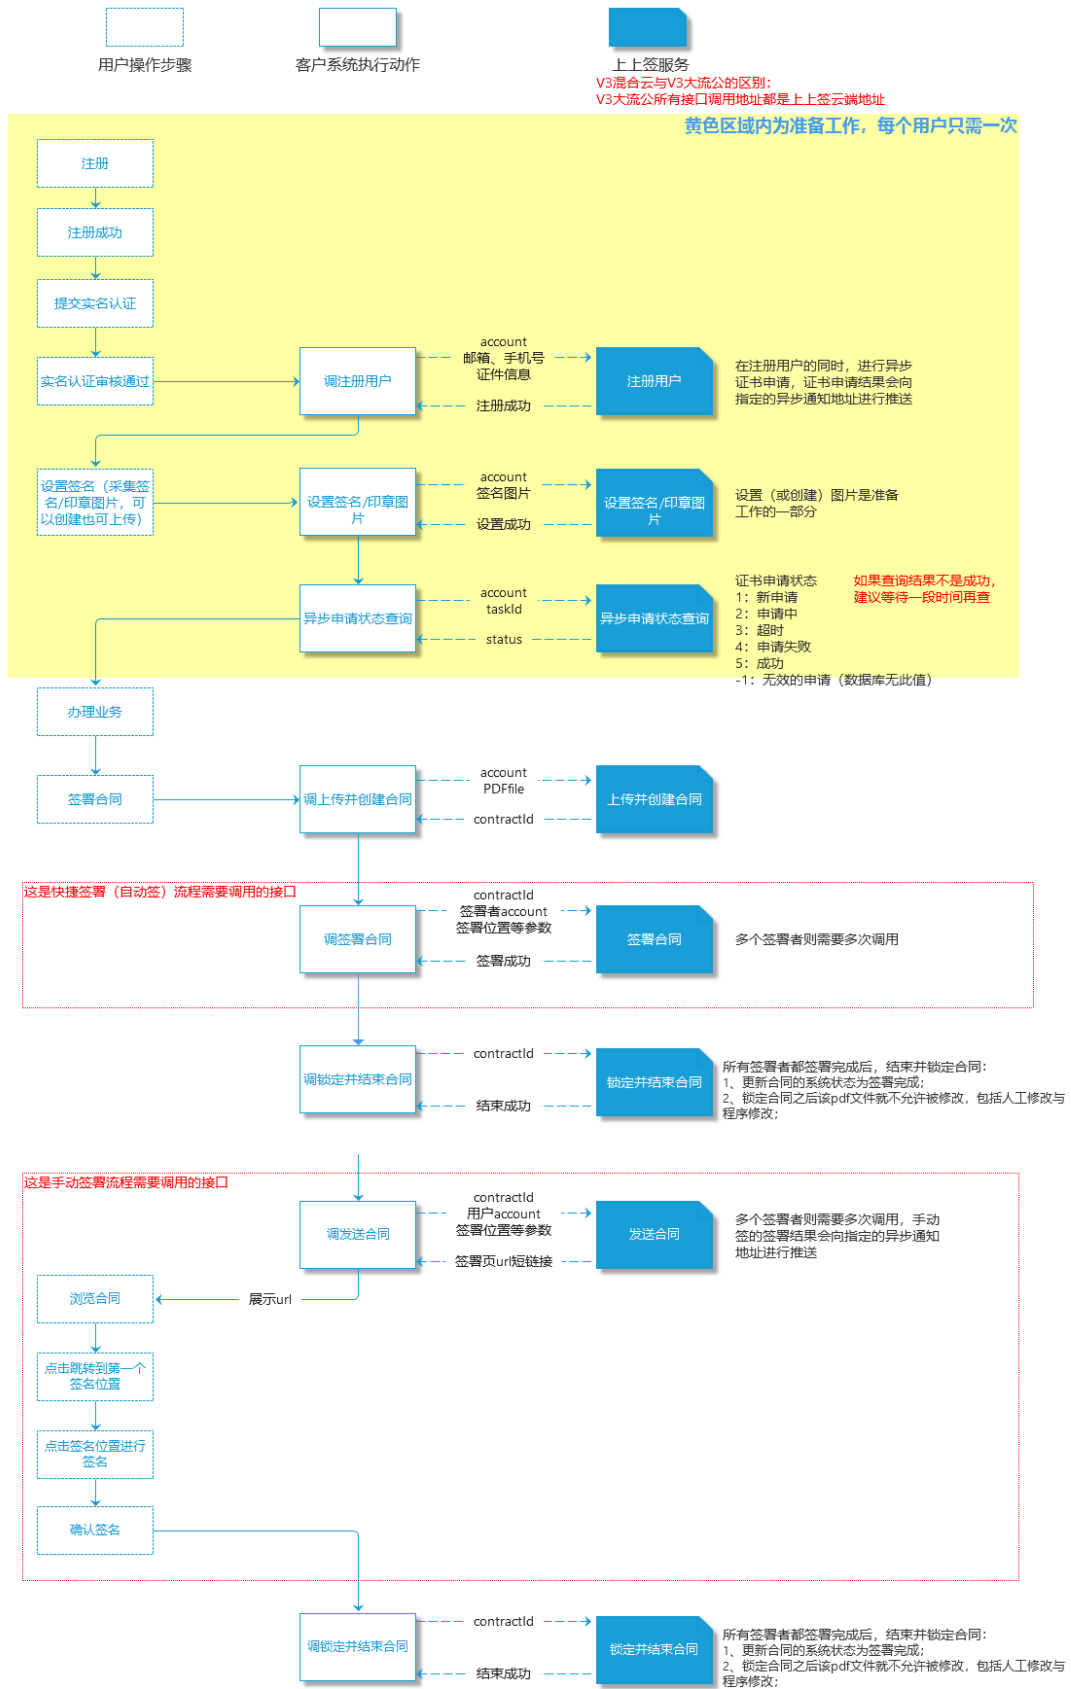 用户操作步骤
客户系统执行动作
上上签服务
V3混合云与V3大流公的区别：
V3大流公所有接口调用地址都是上上签云端地址
黄色区域内为准备工作，每个用户只需一次
注册
注册成功
提交实名认证
实名认证审核通过
调注册用户
account
邮箱、手机号
证件信息
注册成功
注册用户
在注册用户的同时，进行异步
证书申请，证书申请结果会向
指定的异步通知地址进行推送
设置签名（采集签
名/印章图片，可
以创建也可上传）
设置签名/印章图
片
account
签名图片
设置成功
设置签名/印章图
片
设置（或创建）图片是准备
工作的一部分
异步申请状态查询
account
taskId
status
异步申请状态查询
证书申请状态
1：新申请
2：申请中
3：超时
4：申请失败
5：成功
-1：无效的申请（数据库无此值）
如果查询结果不是成功，
建议等待一段时间再查
办理业务
签署合同
调上传并创建合同
account
PDFfile
contractId
上传并创建合同
这是快捷签署（自动签）流程需要调用的接口
调签署合同
contractId
签署者account
签署位置等参数
签署成功
签署合同
多个签署者则需要多次调用
调锁定并结束合同
contractId
结束成功
锁定并结束合同
所有签署者都签署完成后，结束并锁定合同：
1、更新合同的系统状态为签署完成；
2、锁定合同之后该pdf文件就不允许被修改，包括人工修改与
程序修改；
这是手动签署流程需要调用的接口
调发送合同
contractId
用户account
签署位置等参数
签署页url短链接
发送合同
多个签署者则需要多次调用，手动
签的签署结果会向指定的异步通知
地址进行推送
展示url
浏览合同
点击跳转到第一个
签名位置
点击签名位置进行
签名
确认签名
调锁定并结束合同
contractId
结束成功
锁定并结束合同
所有签署者都签署完成后，结束并锁定合同：
1、更新合同的系统状态为签署完成；
2、锁定合同之后该pdf文件就不允许被修改，包括人工修改与
程序修改；